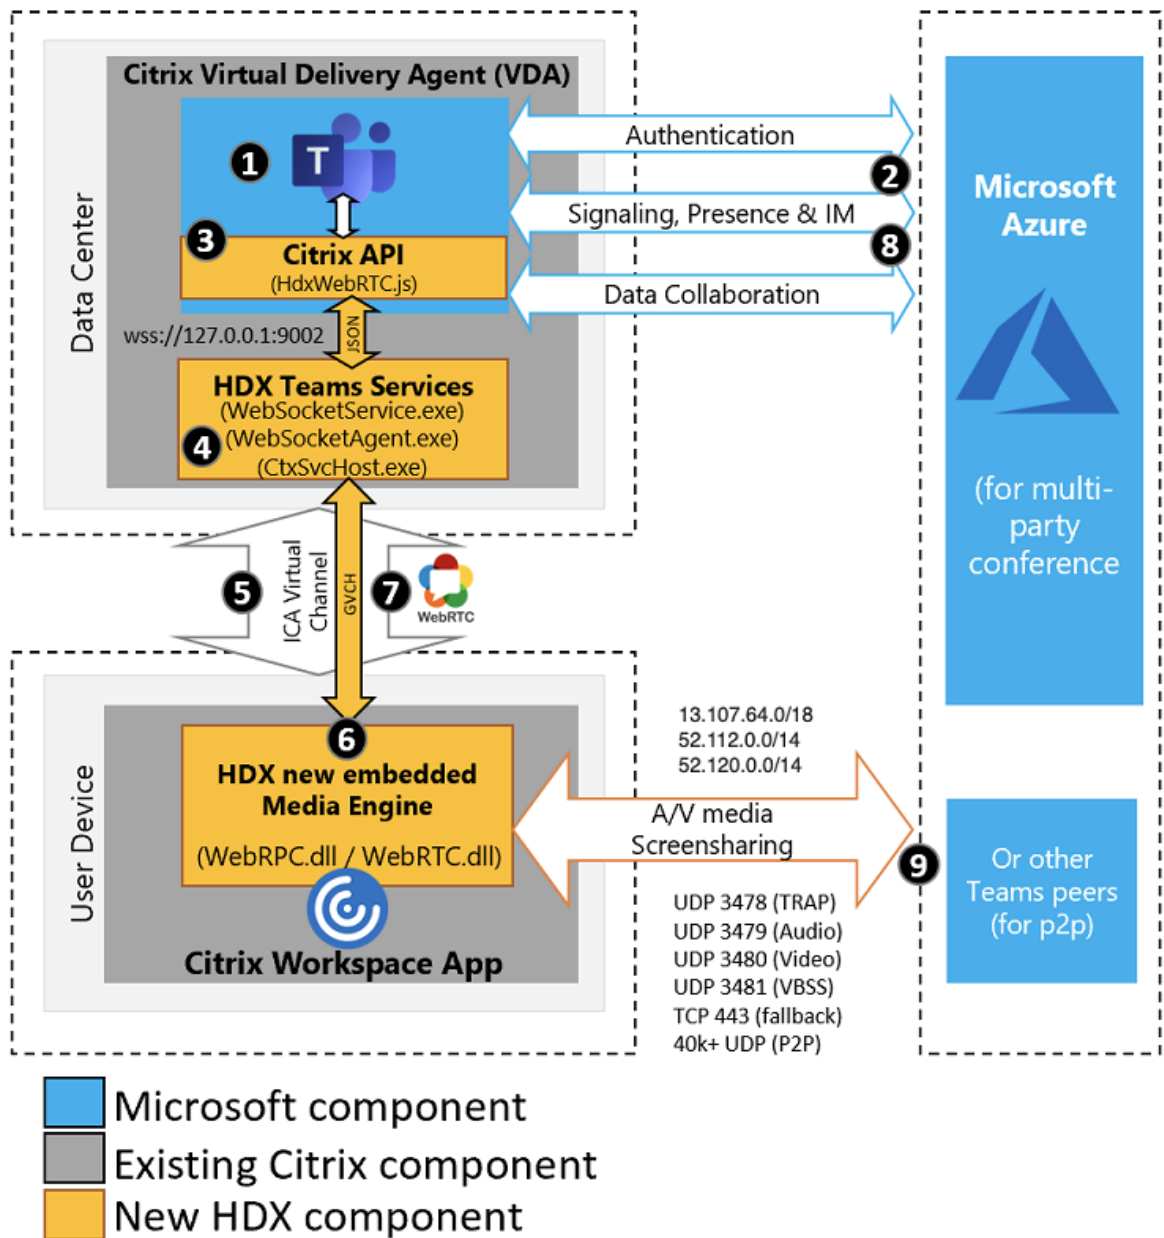 Citrix Virtual Delivery Agent (VDA)
1
T
3
Citrix API
(HdxWebRTC.js)
Data Center
wss://127.0.0.1:9002
JSON
HDX Teams Services
(WebSocketService.exe)
4
(WebSocketAgent.exe)
(CtxSvcHost.exe)
Authentication
2
Signaling, Presence & IM
8
Data Collaboration
Microsoft
Azure
(for multi-
party
conference
5
ICA Virtual
Channel
GVCH
7
WebRTC
User Device
6
HDX new embedded
Media Engine
(WebRPC.dll / WebRTC.dll)
Citrix Workspace App
13.107.64.0/18
52.112.0.0/14
52.120.0.0/14
A/V media
Screensharing
9
UDP 3478 (TRAP)
UDP 3479 (Audio)
UDP 3480 (Video)
UDP 3481 (VBSS)
TCP 443 (fallback)
40k+ UDP (P2P)
Or other
Teams peers
(for p2p)
Microsoft component
Existing Citrix component
New HDX component